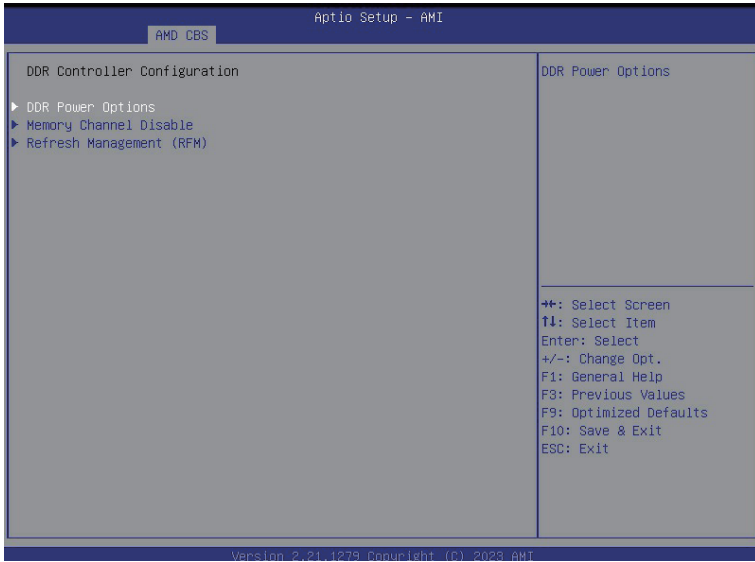 Aptio Setup – AMI
AMD CBS
DDR Controller Configuration
DDR Power Options
Memory Channel Disable
Refresh Management (RFM)
DDR Power Options
→←: Select Screen
↑↓: Select Item
Enter: Select
+/-: Change Opt.
F1: General Help
F3: Previous Values
F9: Optimized Defaults
F10: Save & Exit
ESC: Exit
Version 2.21.1279 Copyright (C) 2023 AMI